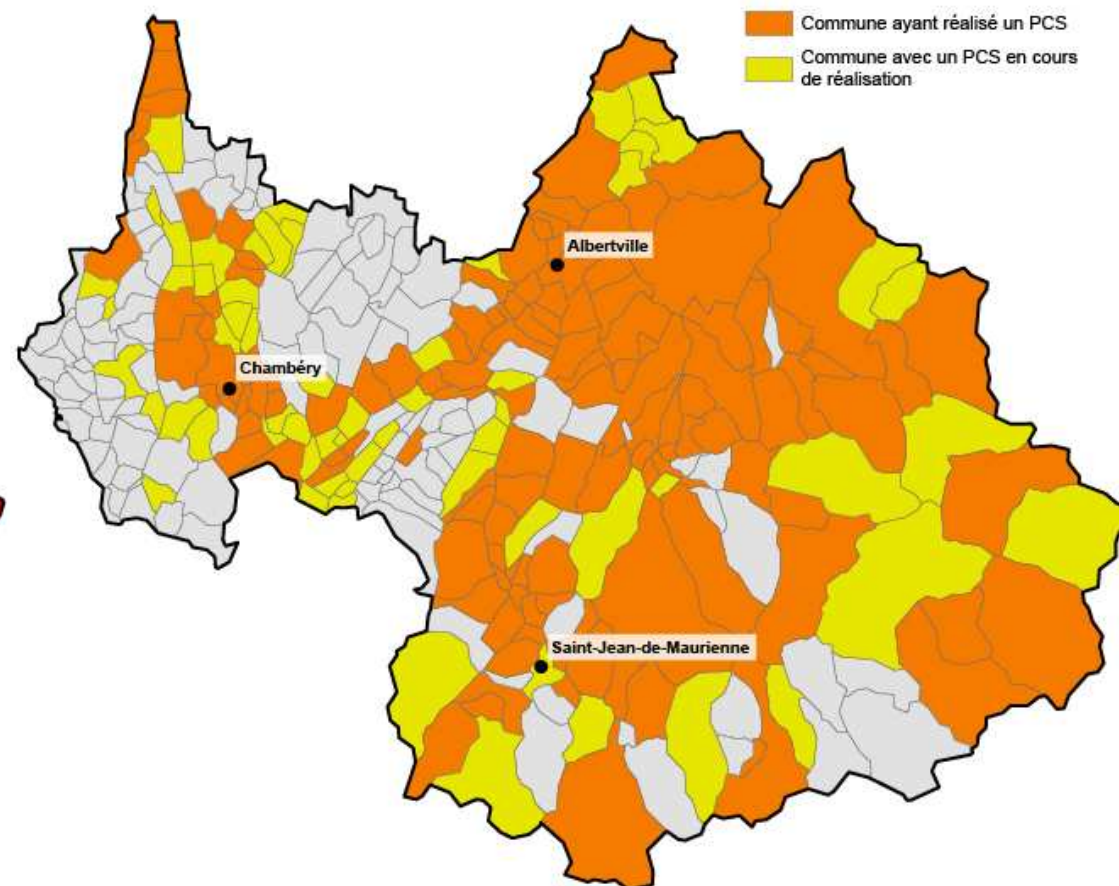 Commune ayant réalisé un PCS
Commune avec un PCS en cours
de réalisation
Albertville
Chambéry
Saint-Jean-de-Maurienne